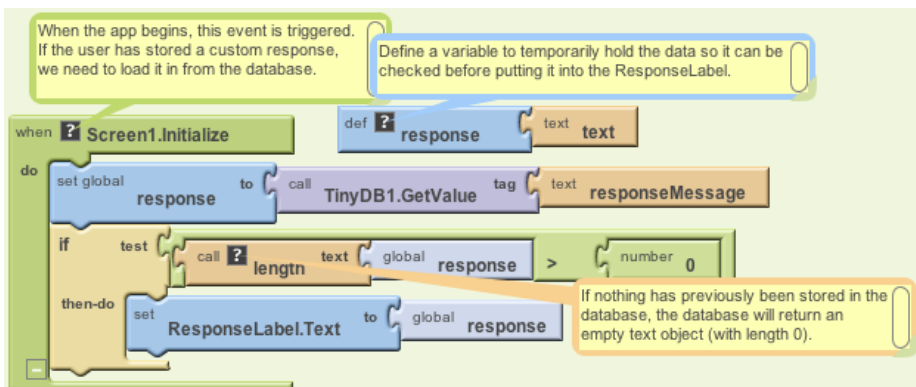 When the app begins, this event is triggered.
If the user has stored a custom response,
we need to load it in from the database.
Define a variable to temporarily hold the data so it can be
checked before putting it into the ResponseLabel.
when ? Screen1.Initialize
def ? response text text
do
set global response to call TinyDB1.GetValue tag text responseMessage
if test call ? length text global response > number 0
then-do set ResponseLabel.Text to global response
If nothing has previously been stored in the
database, the database will return an
empty text object (with length 0).